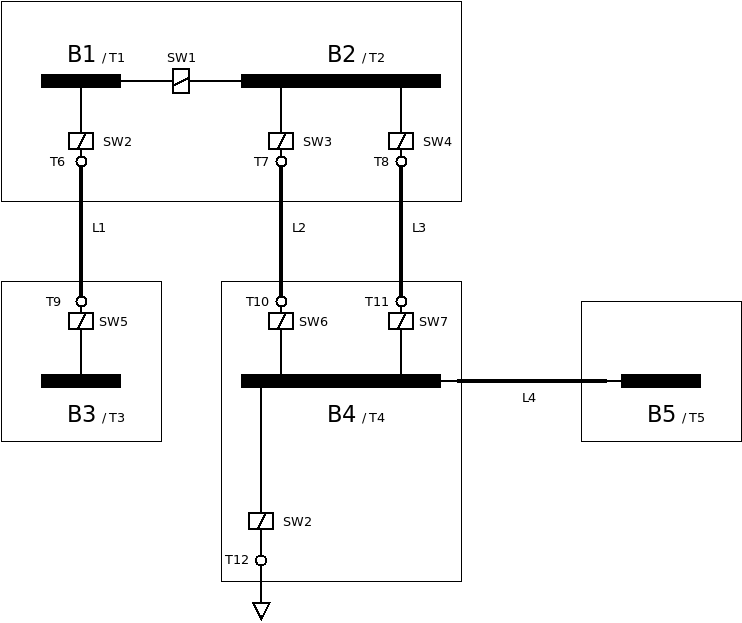 B1 / T1
SW1
B2 / T2
SW2
SW3
SW4
T6
T7
T8
L1
L2
L3
T9
T10
T11
SW5
SW6
SW7
L4
B3 / T3
B4 / T4
B5 / T5
SW2
T12